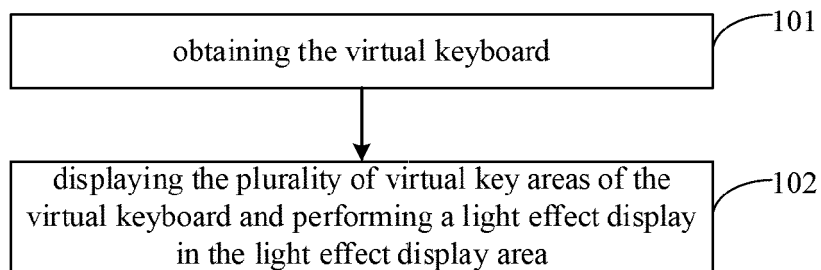 101
obtaining the virtual keyboard
displaying the plurality of virtual key areas of the
virtual keyboard and performing a light effect display
in the light effect display area
102